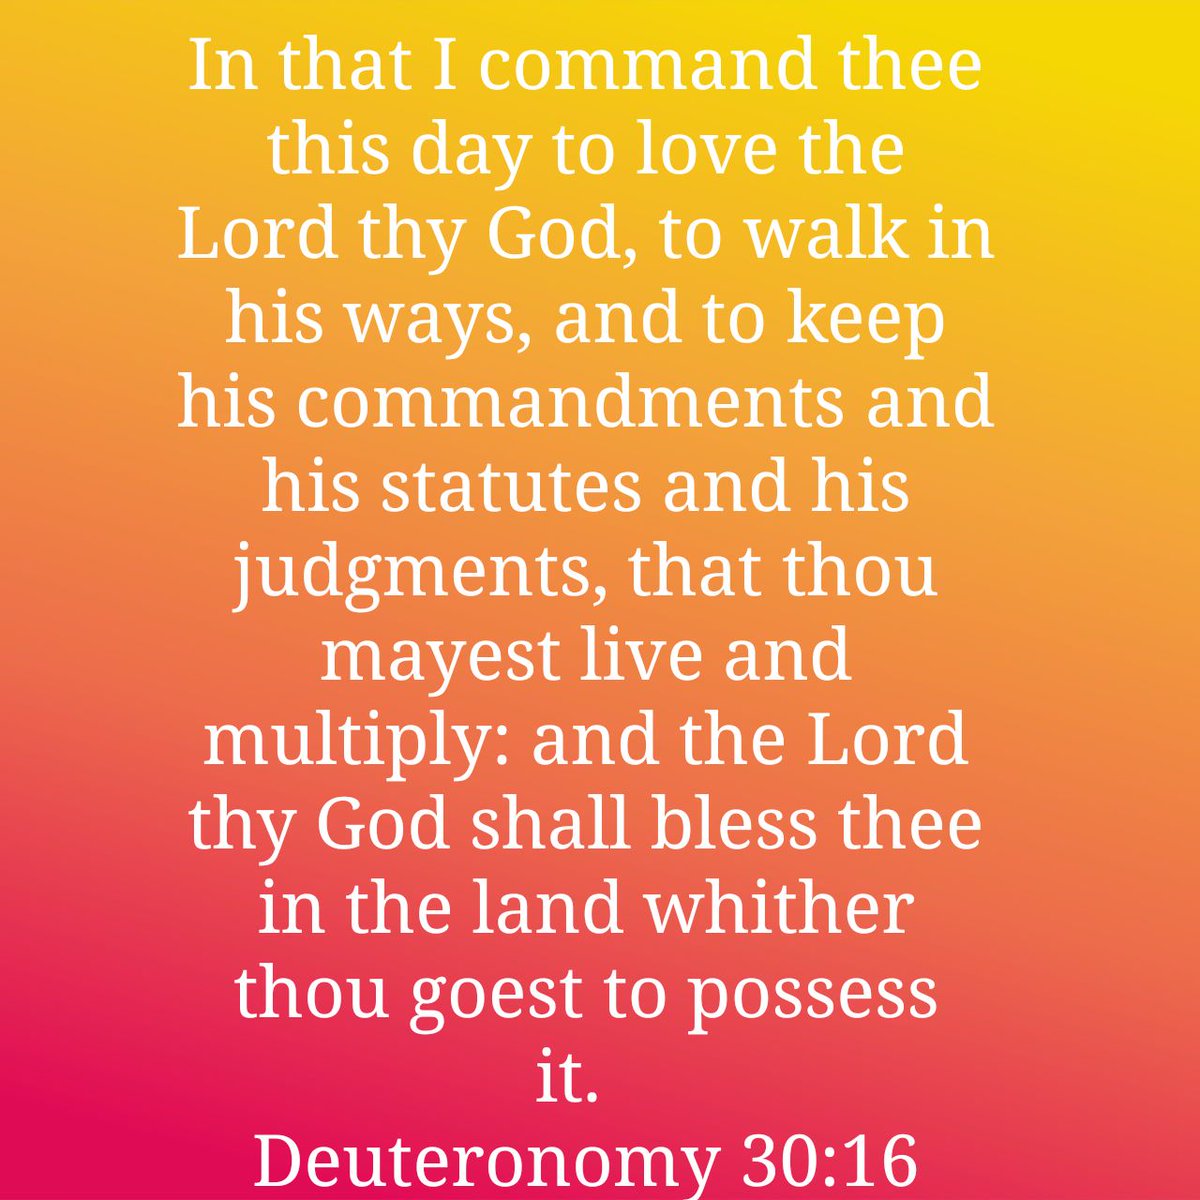 In that I command thee
this day to love the
Lord thy God, to walk in
his ways, and to keep
his commandments and
his statutes and his
judgments, that thou
mayest live and
multiply: and the Lord
thy God shall bless thee
in the land whither
thou goest to possess
it.
Deuteronomy 30:16